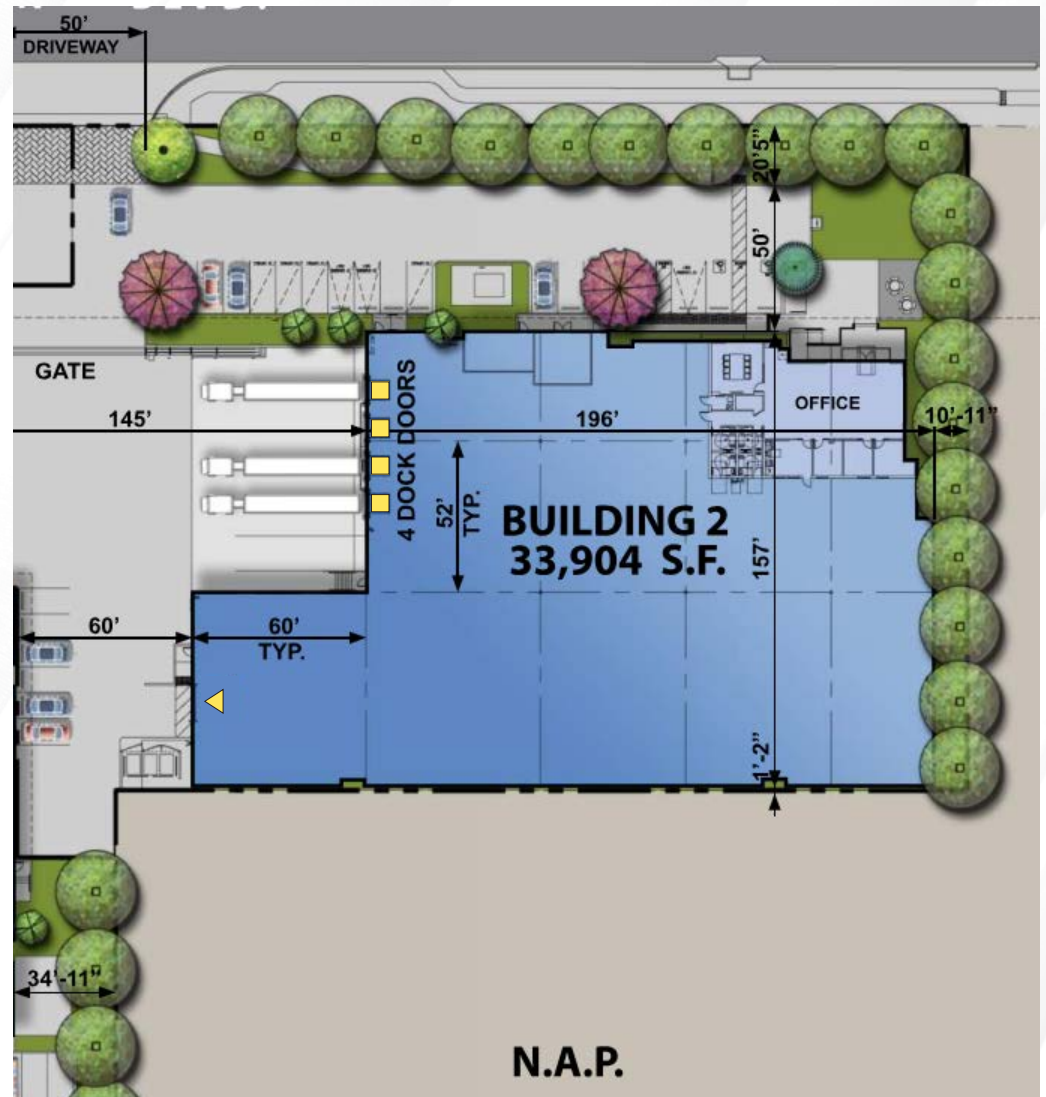 50’
DRIVEWAY
20’5”
50’
GATE
145’
4 DOCK DOORS
196’
OFFICE
10’-11”
52’
TYP.
BUILDING 2
33,904 S.F.
157’
60’
60’
TYP.
1’-2”
34’-11”
N.A.P.